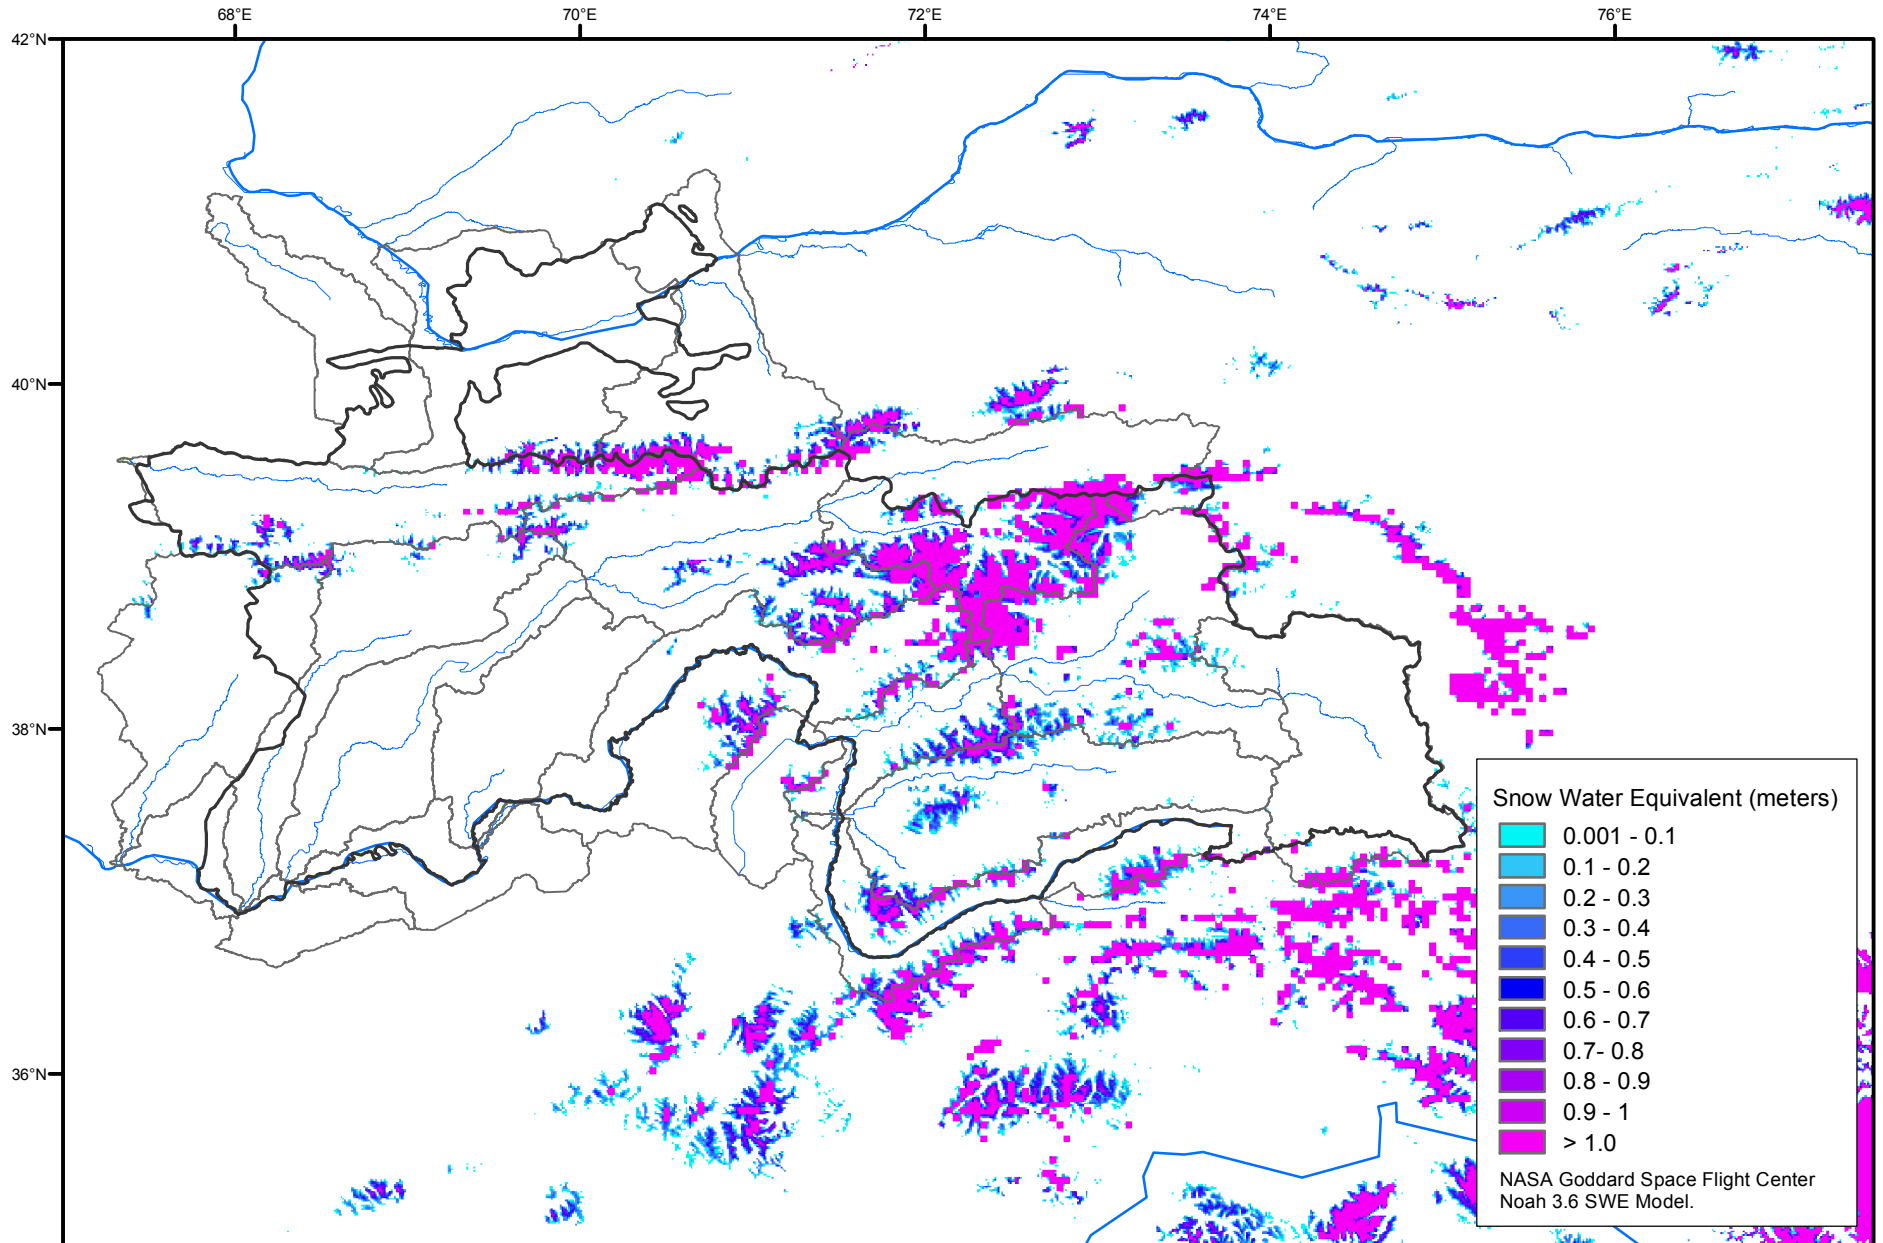 68°E 70°E 72°E 74°E 76°E
42°N
40°N
38°N
36°N
Snow Water Equivalent (meters)
0.001 - 0.1
0.1 - 0.2
0.2 - 0.3
0.3 - 0.4
0.4 - 0.5
0.5 - 0.6
0.6 - 0.7
0.7- 0.8
0.8 - 0.9
0.9 - 1
> 1.0
NASA Goddard Space Flight Center
Noah 3.6 SWE Model.